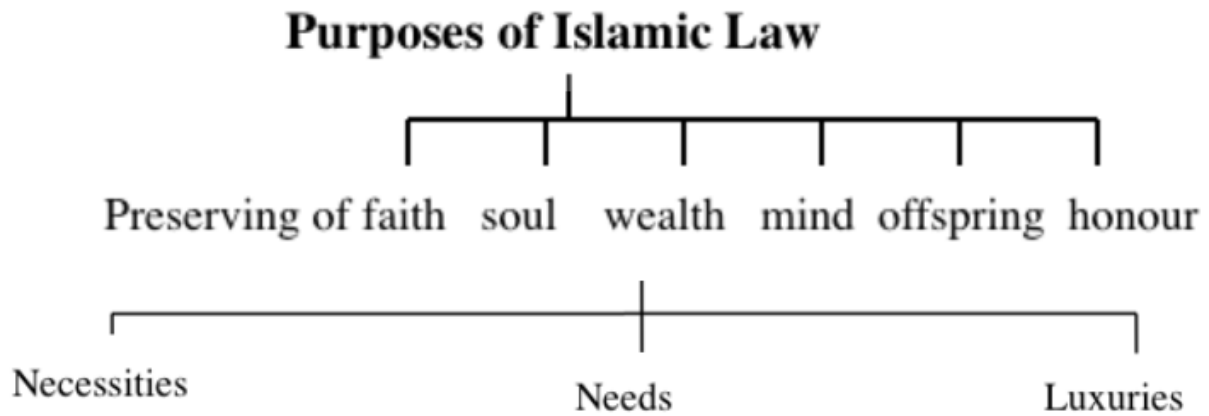 Purposes of Islamic Law
Preserving of faith soul wealth mind offspring honour
Necessities Needs Luxuries